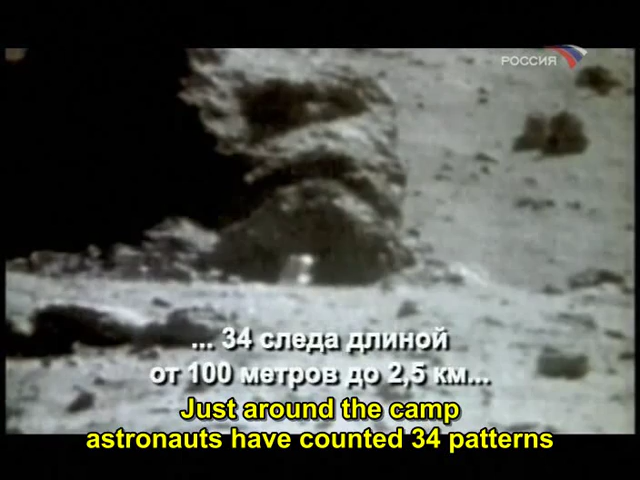 РОССИЯ
... 34 следа длиной
от 100 метров до 2,5 км...
Just around the camp
astronauts have counted 34 patterns